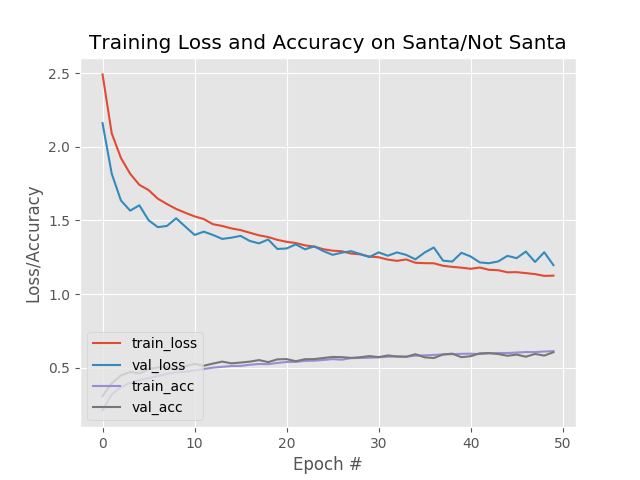 Training Loss and Accuracy on Santa/Not Santa
2.5
2.0
1.5
1.0
0.5
Loss/Accuracy
train_loss
val_loss
train_acc
val_acc
0
10
20
30
40
50
Epoch #